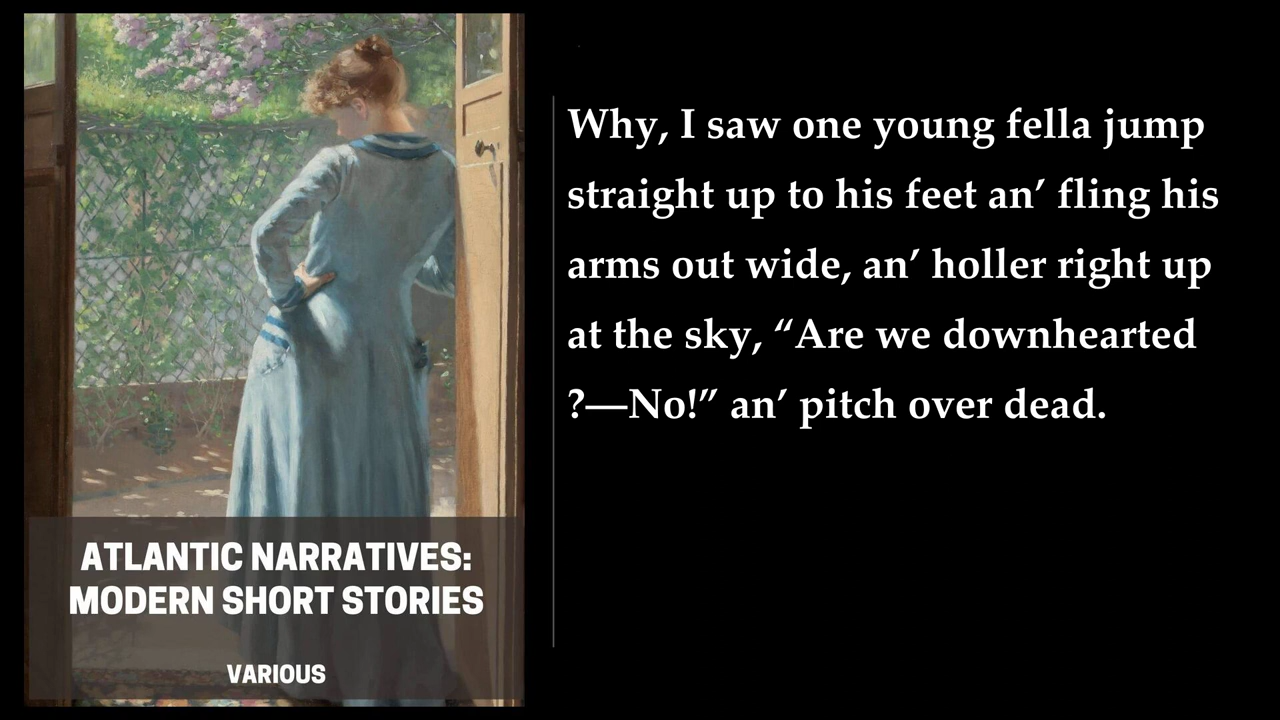 Why, I saw one young fella jump
straight up to his feet an’ fling his
arms out wide, an’ holler right up
at the sky, “Are we downhearted
?—No!” an’ pitch over dead.
ATLANTIC NARRATIVES:
MODERN SHORT STORIES
VARIOUS